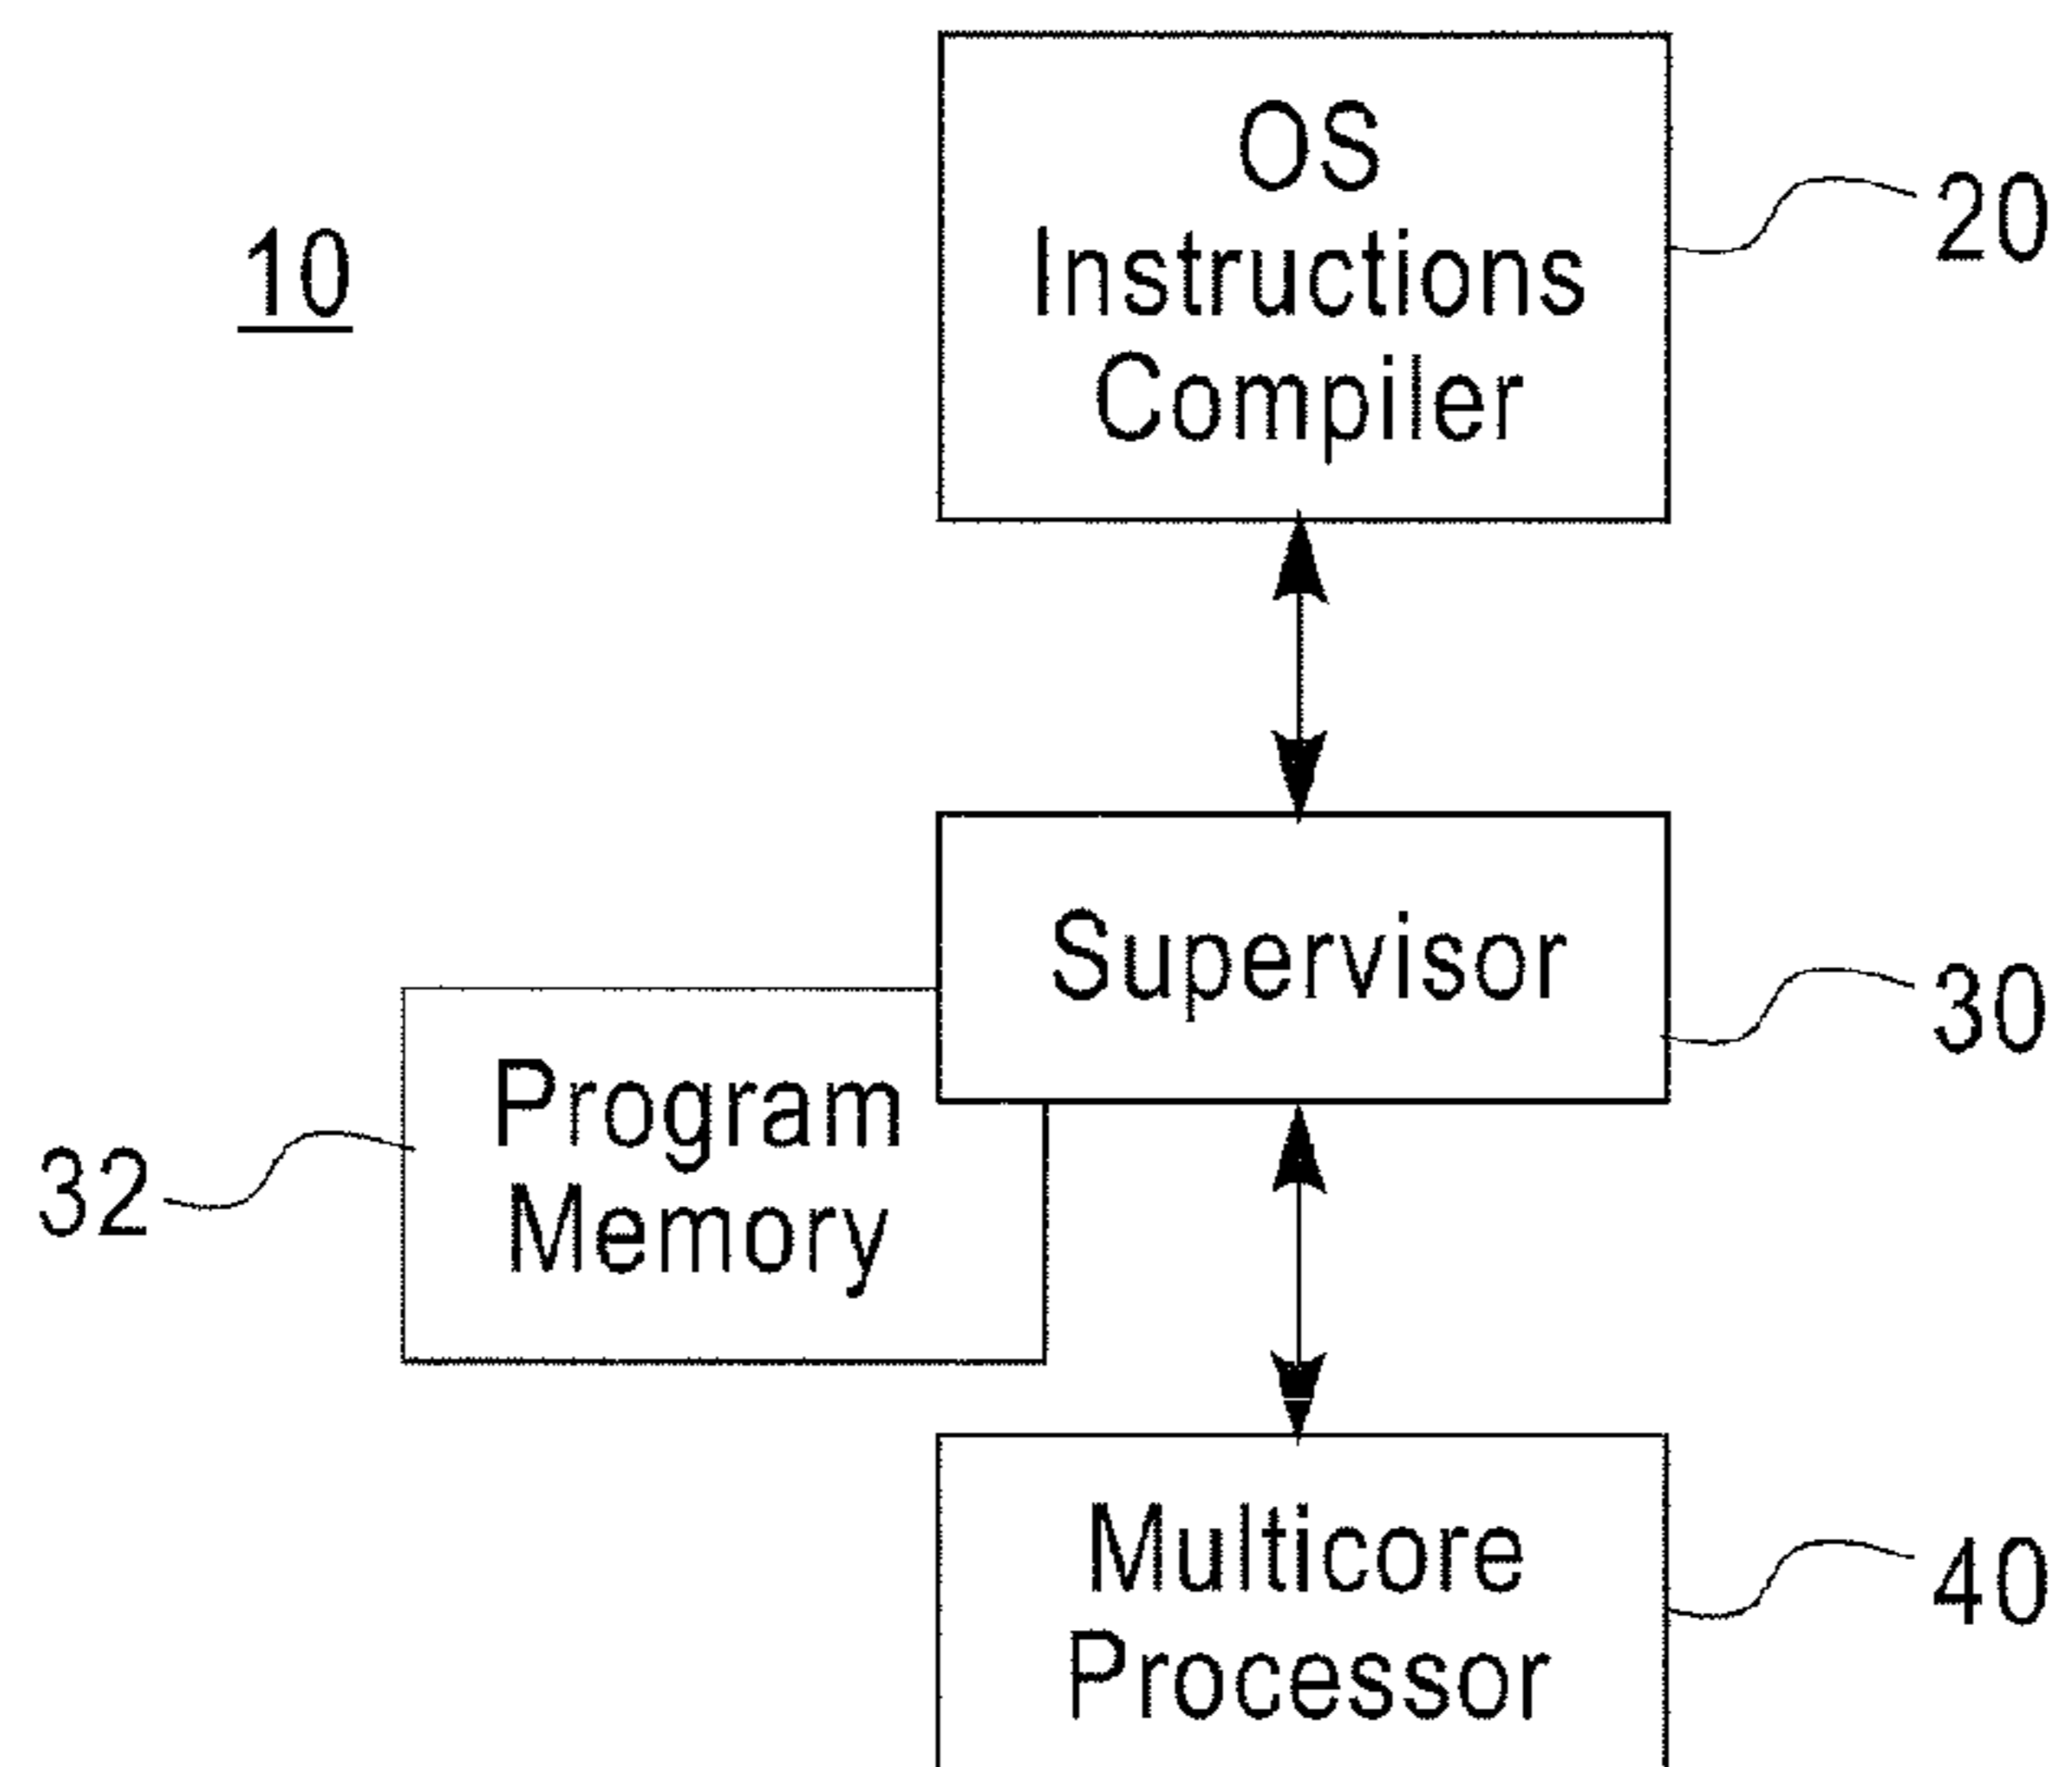 10
OS
Instructions
Compiler
20
Supervisor
30
Program
Memory
32
Multicore
Processor
40